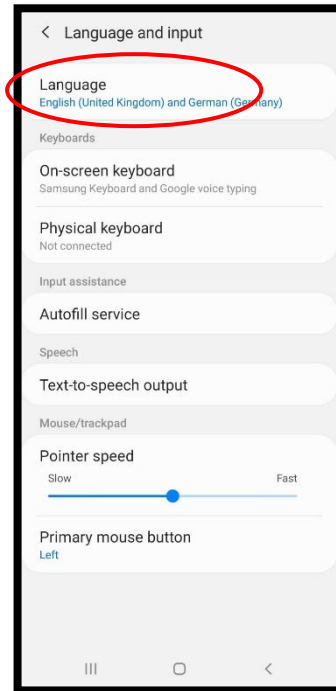 Language and input
Language
English (United Kingdom) and German (Germany)
Keyboards
On-screen keyboard
Samsung Keyboard and Google voice typing
Physical keyboard
Not connected
Input assistance
Autofill service
Speech
Text-to-speech output
Mouse/trackpad
Pointer speed
Slow Fast
Primary mouse button
Left